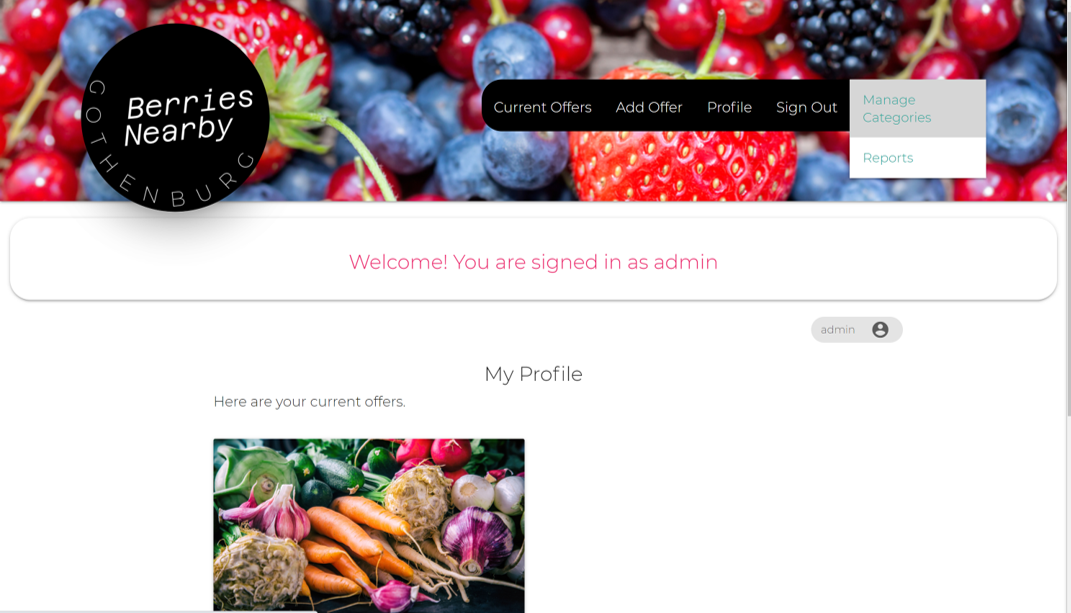 Berries
Nearby
GOTHENBURG
Current Offers Add Offer Profile Sign Out
Manage
Categories
Reports
Welcome! You are signed in as admin
admin
My Profile
Here are your current offers.